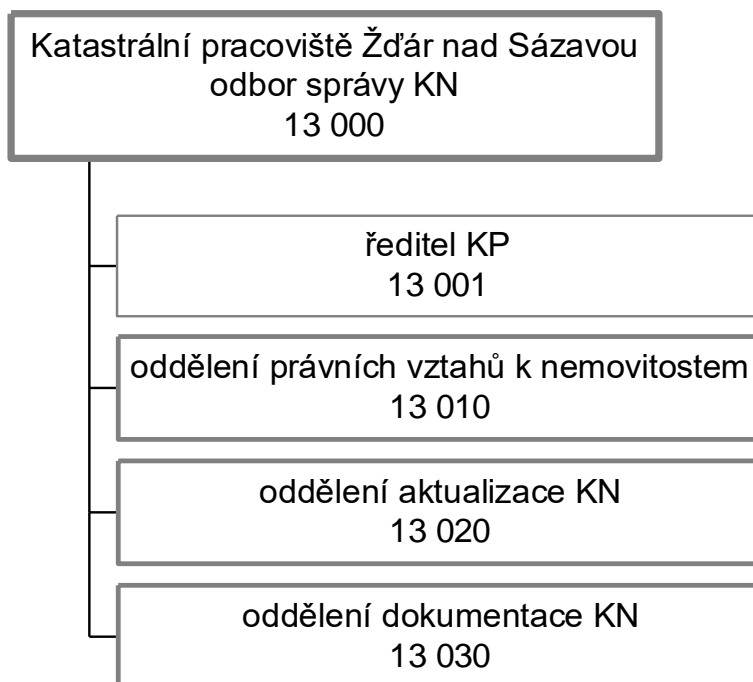 Katastrální pracoviště Žďár nad Sázavou
odbor správy KN
13 000
ředitel KP
13 001
oddělení právních vztahů k nemovitostem
13 010
oddělení aktualizace KN
13 020
oddělení dokumentace KN
13 030